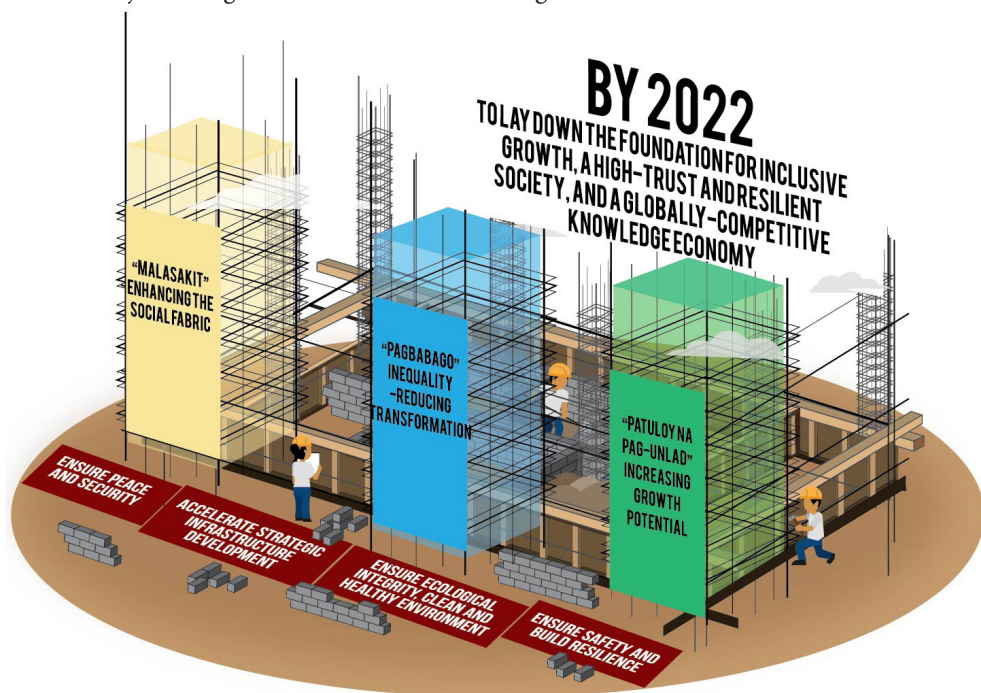 BY 2022
TO LAY DOWN THE FOUNDATION FOR INCLUSIVE
GROWTH, A HIGH-TRUST AND RESILIENT
SOCIETY, AND A GLOBALLY-COMPETITIVE
KNOWLEDGE ECONOMY
“MALASAKIT”
ENHANCING THE
SOCIAL FABRIC
“PAGBABAGO”
INEQUALITY
-REDUCING
TRANSFORMATION
“PATULOY NA
PAG-UNLAD”
INCREASING
GROWTH
POTENTIAL
ENSURE PEACE
AND SECURITY
ACCELERATE STRATEGIC
INFRASTRUCTURE
DEVELOPMENT
ENSURE ECOLOGICAL
INTEGRITY, CLEAN AND
HEALTHY ENVIRONMENT
ENSURE SAFETY AND
BUILD RESILIENCE